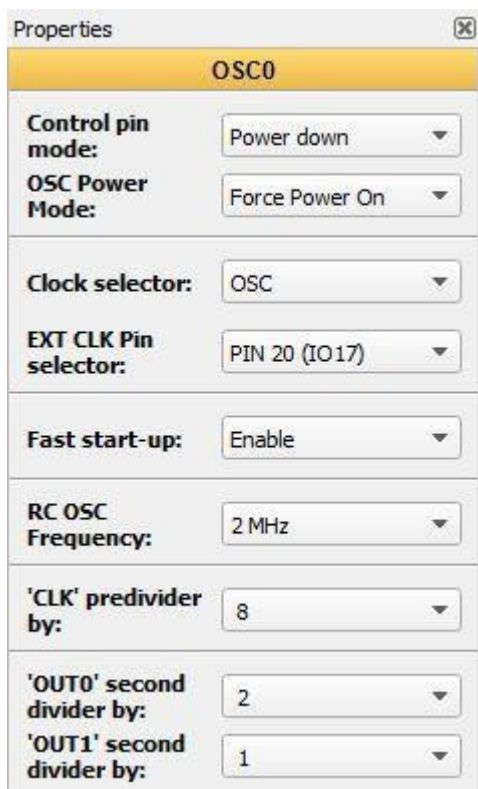 Properties
OSC0
Control pin
mode:
Power down
OSC Power
Mode:
Force Power On
Clock selector:
OSC
EXT CLK Pin
selector:
PIN 20 (IO17)
Fast start-up:
Enable
RC OSC
Frequency:
2 MHz
'CLK' predivider
by:
8
'OUT0' second
divider by:
2
'OUT1' second
divider by:
1